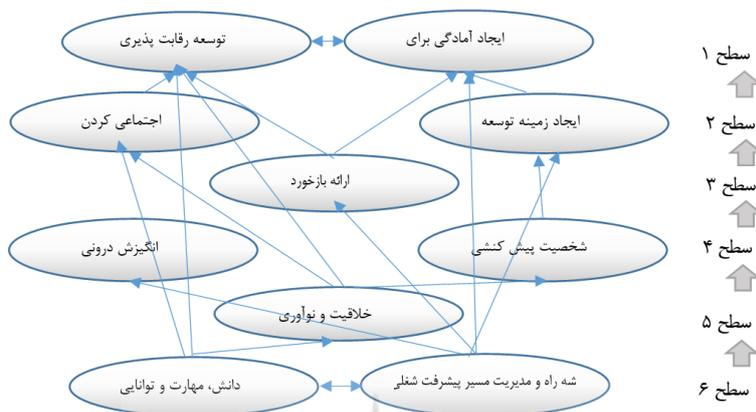 توسعه رقابت پذیری
ایجاد آمادگی برای
سطح ۱
اجتماعی کردن
ایجاد زمینه توسعه
سطح ۲
ارائه بازخورد
سطح ۳
انگیزش درونی
شخصیت پیش کنشی
سطح ۴
خلاقیت و نوآوری
سطح ۵
دانش، مهارت و توانایی
شه راه و مدیریت مسیر پیشرفت شغلی
سطح ۶